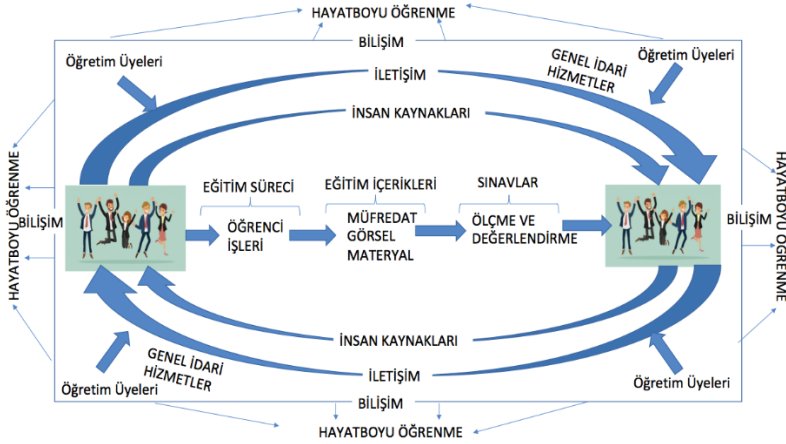 HAYATBOYU ÖĞRENME
BİLİŞİM
Öğretim Üyeleri
GENEL İDARİ
HİZMETLER
Öğretim Üyeleri
İLETİŞİM
İNSAN KAYNAKLARI
HAYATBOYU ÖĞRENME
BİLİŞİM
EĞİTİM SÜRECİ
ÖĞRENCİ
İŞLERİ
EĞİTİM İÇERİKLERİ
MÜFREDAT
GÖRSEL
MATERYAL
SINAVLAR
ÖLÇME VE
DEĞERLENDİRME
BİLİŞİM
HAYATBOYU ÖĞRENME
İNSAN KAYNAKLARI
GENEL İDARİ
HİZMETLER
İLETİŞİM
Öğretim Üyeleri
Öğretim Üyeleri
BİLİŞİM
HAYATBOYU ÖĞRENME